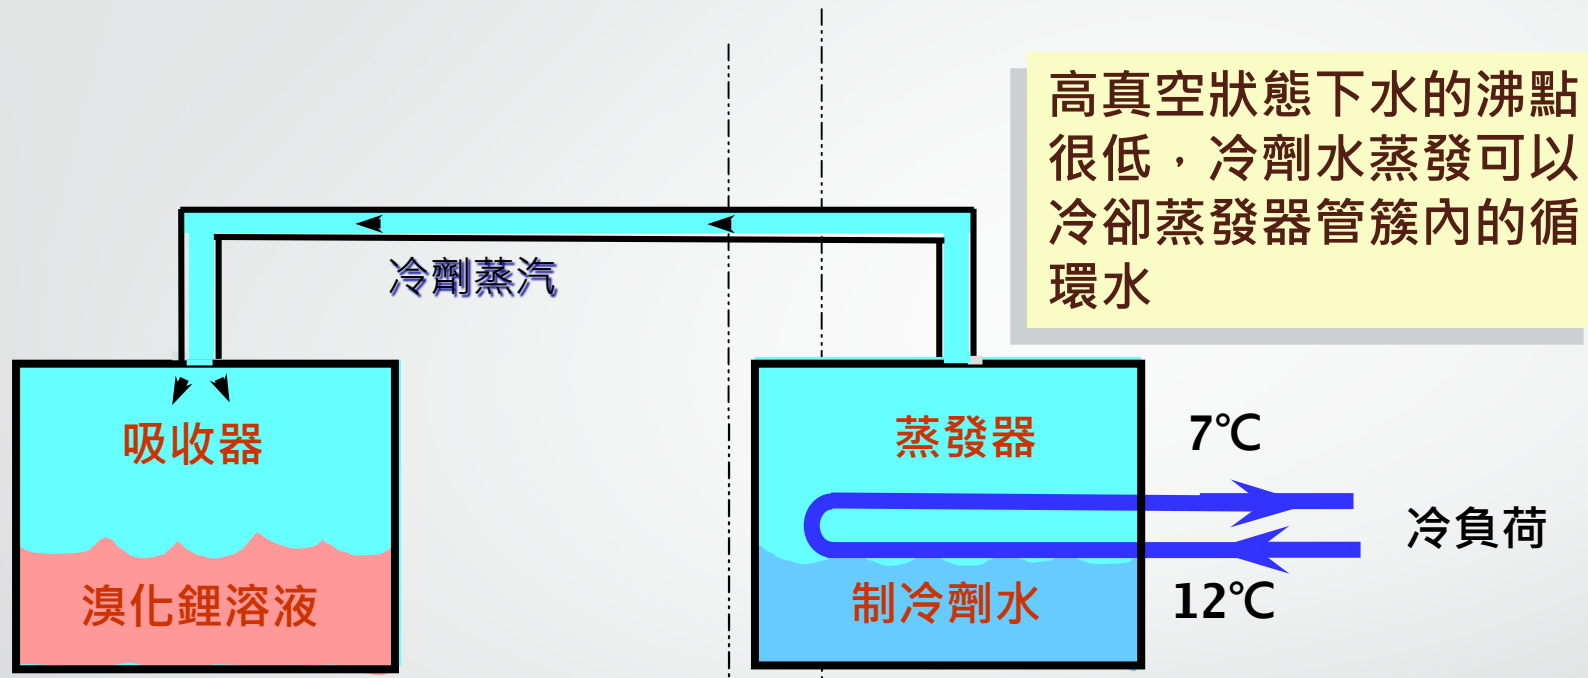 高真空狀態下水的沸點
很低，冷劑水蒸發可以
冷卻蒸發器管簇內的循
環水
冷劑蒸汽
吸收器
蒸發器
7℃
冷負荷
溴化鋰溶液
制冷劑水
12℃